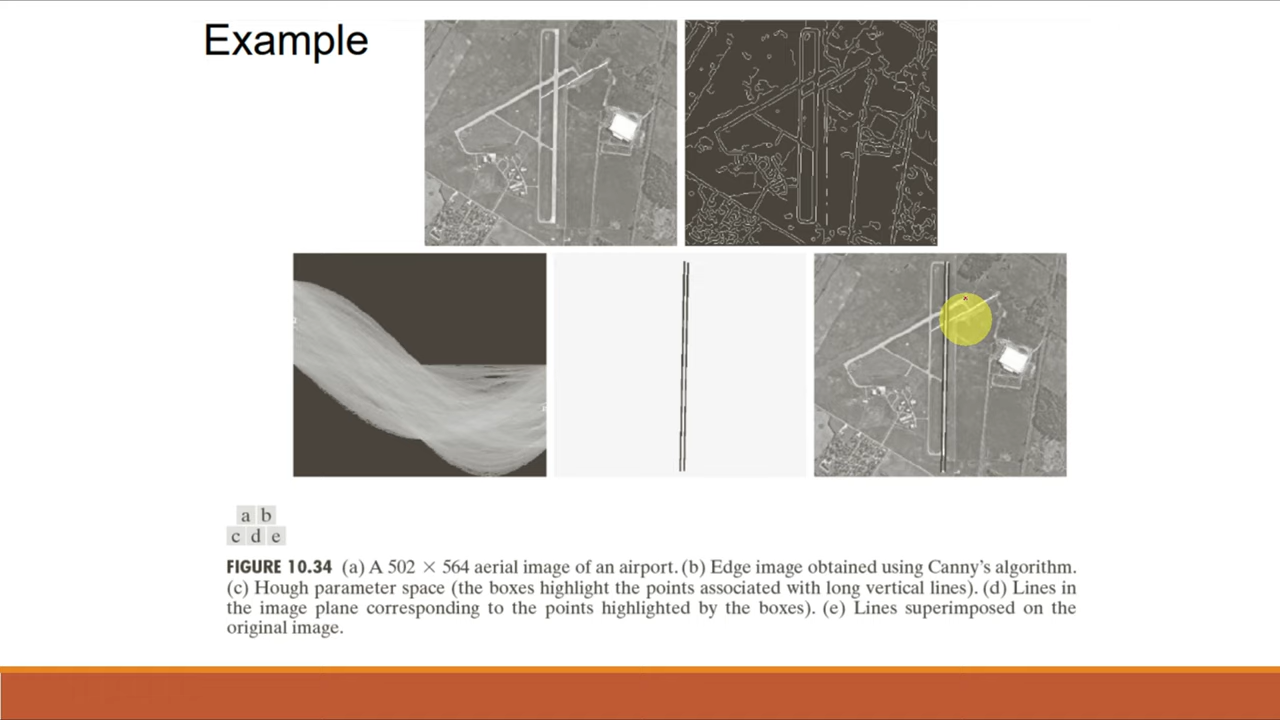 Example
a b
c d e
FIGURE 10.34 (a) A 502 × 564 aerial image of an airport. (b) Edge image obtained using Canny's algorithm.
(c) Hough parameter space (the boxes highlight the points associated with long vertical lines). (d) Lines in
the image plane corresponding to the points highlighted by the boxes). (e) Lines superimposed on the
original image.